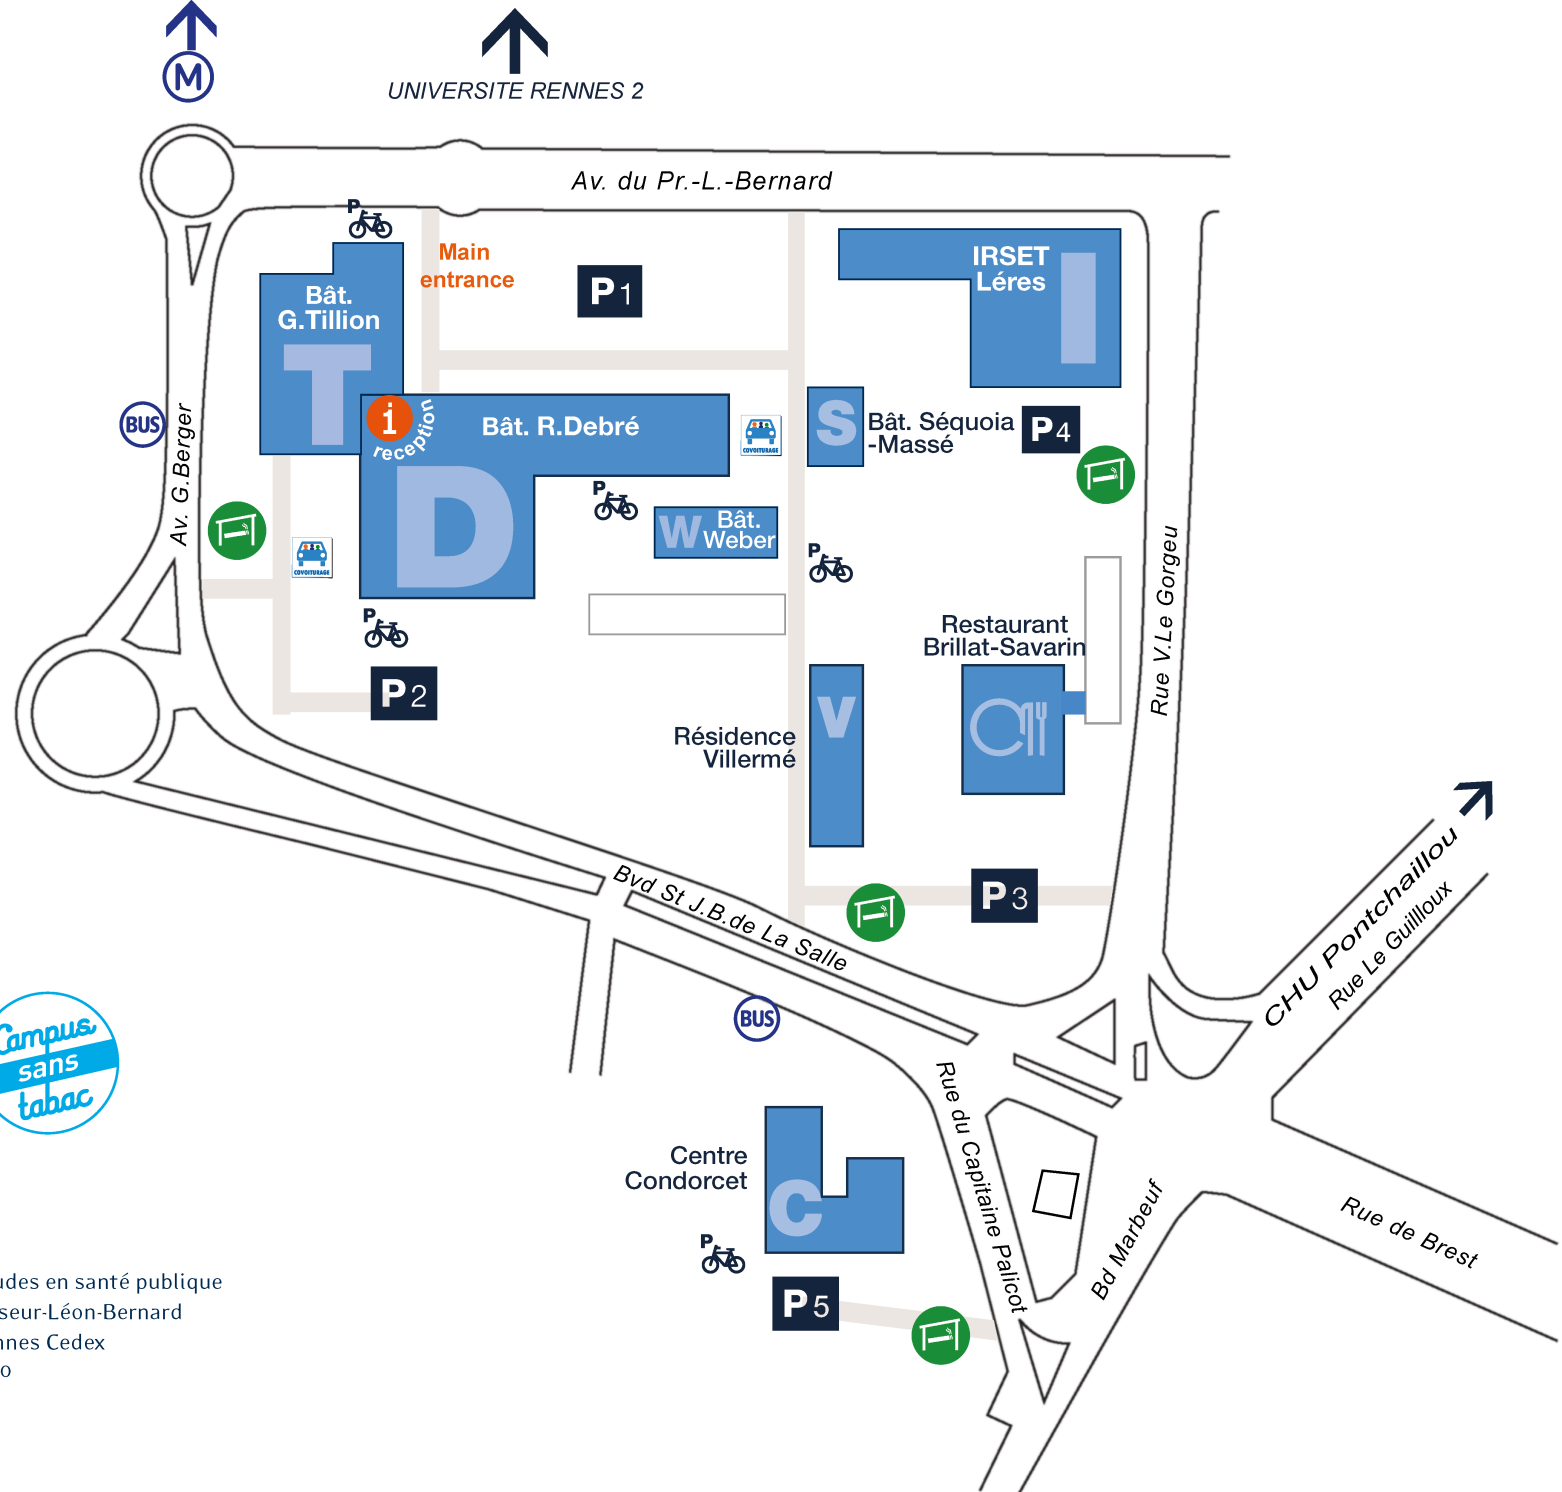 M
UNIVERSITE RENNES 2
Av. du Pr.-L.-Bernard
P
Main
entrance
P1
IRSET
Léres
I
Bât.
G.Tillion
T
i
reception
Bât. R.Debré
D
COVOITURAGE
S
Bât. Séquoia
-Massé
P4
BUS
Av. G.Berger
P
W
Bât.
Weber
COVOITURAGE
P
P
Rue V.Le Gorgeu
Restaurant
Brillat-Savarin
P2
V
Résidence
Villermé
P3
Bvd St J.B.de La Salle
CHU Pontchaillou
Rue Le Guillloux
BUS
Campus
sans
tabac
Rue du Capitaine Palicot
Centre
Condorcet
C
P
P5
Bd Marbeuf
Rue de Brest
udes en santé publique
seur-Léon-Bernard
nnes Cedex